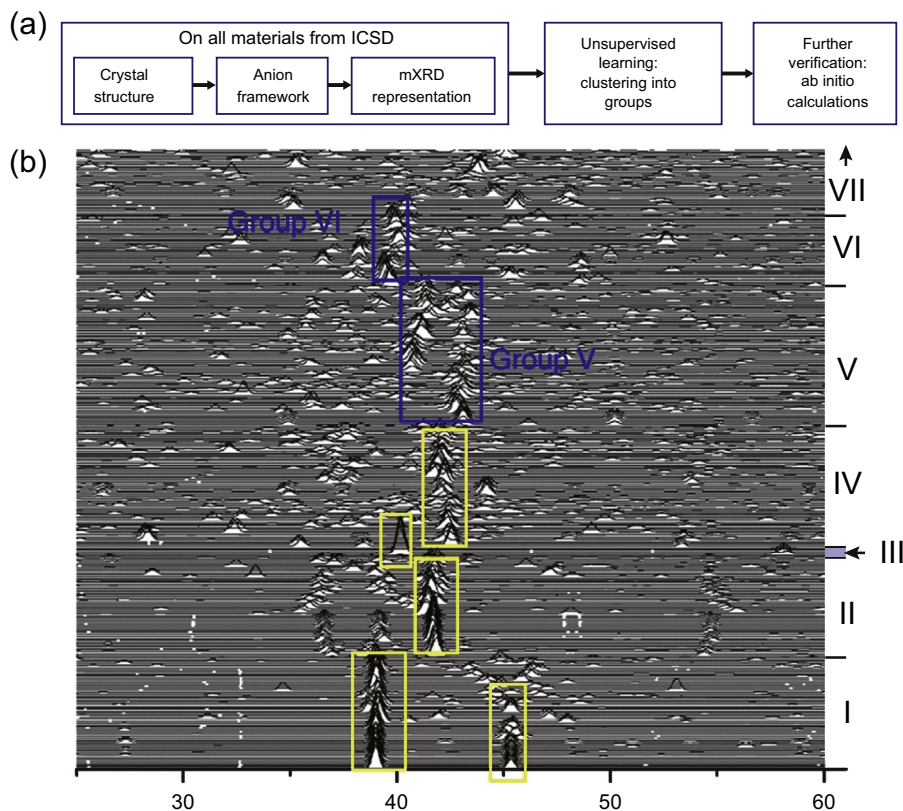 (a)
On all materials from ICSD
Crystal
structure
Anion
framework
mXRD
representation
Unsupervised
learning:
clustering into
groups
Further
verification:
ab initio
calculations
(b)
Group VI
Group V
VII
VI
V
IV
III
II
I
30
40
50
60